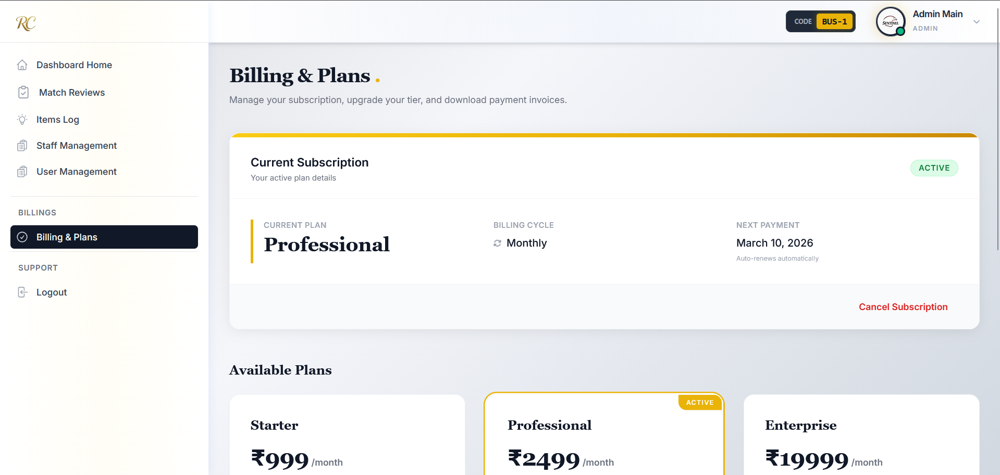 RC
CODE BUS-1
SENTINEL
Admin Main
ADMIN
Dashboard Home
Match Reviews
Items Log
Staff Management
User Management
BILLINGS
Billing & Plans
SUPPORT
Logout
Billing & Plans .
Manage your subscription, upgrade your tier, and download payment invoices.
Current Subscription
Your active plan details
ACTIVE
CURRENT PLAN
Professional
BILLING CYCLE
Monthly
NEXT PAYMENT
March 10, 2026
Auto-renews automatically
Cancel Subscription
Available Plans
Starter
₹999 /month
ACTIVE
Professional
₹2499 /month
Enterprise
₹19999 /month